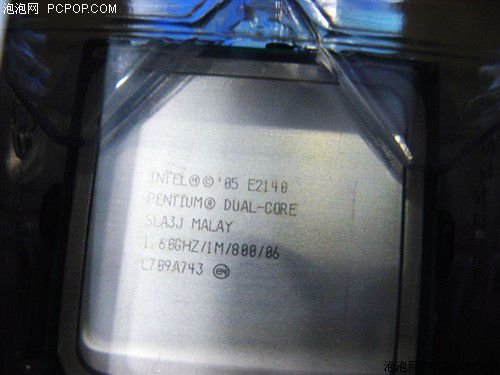 泡泡网 PCPOP.COM
INTEL® © '05 E2140
PENTIUM® DUAL-CORE
SLA3J MALAY
1.60GHZ/1M/800/06
L709A743 e4